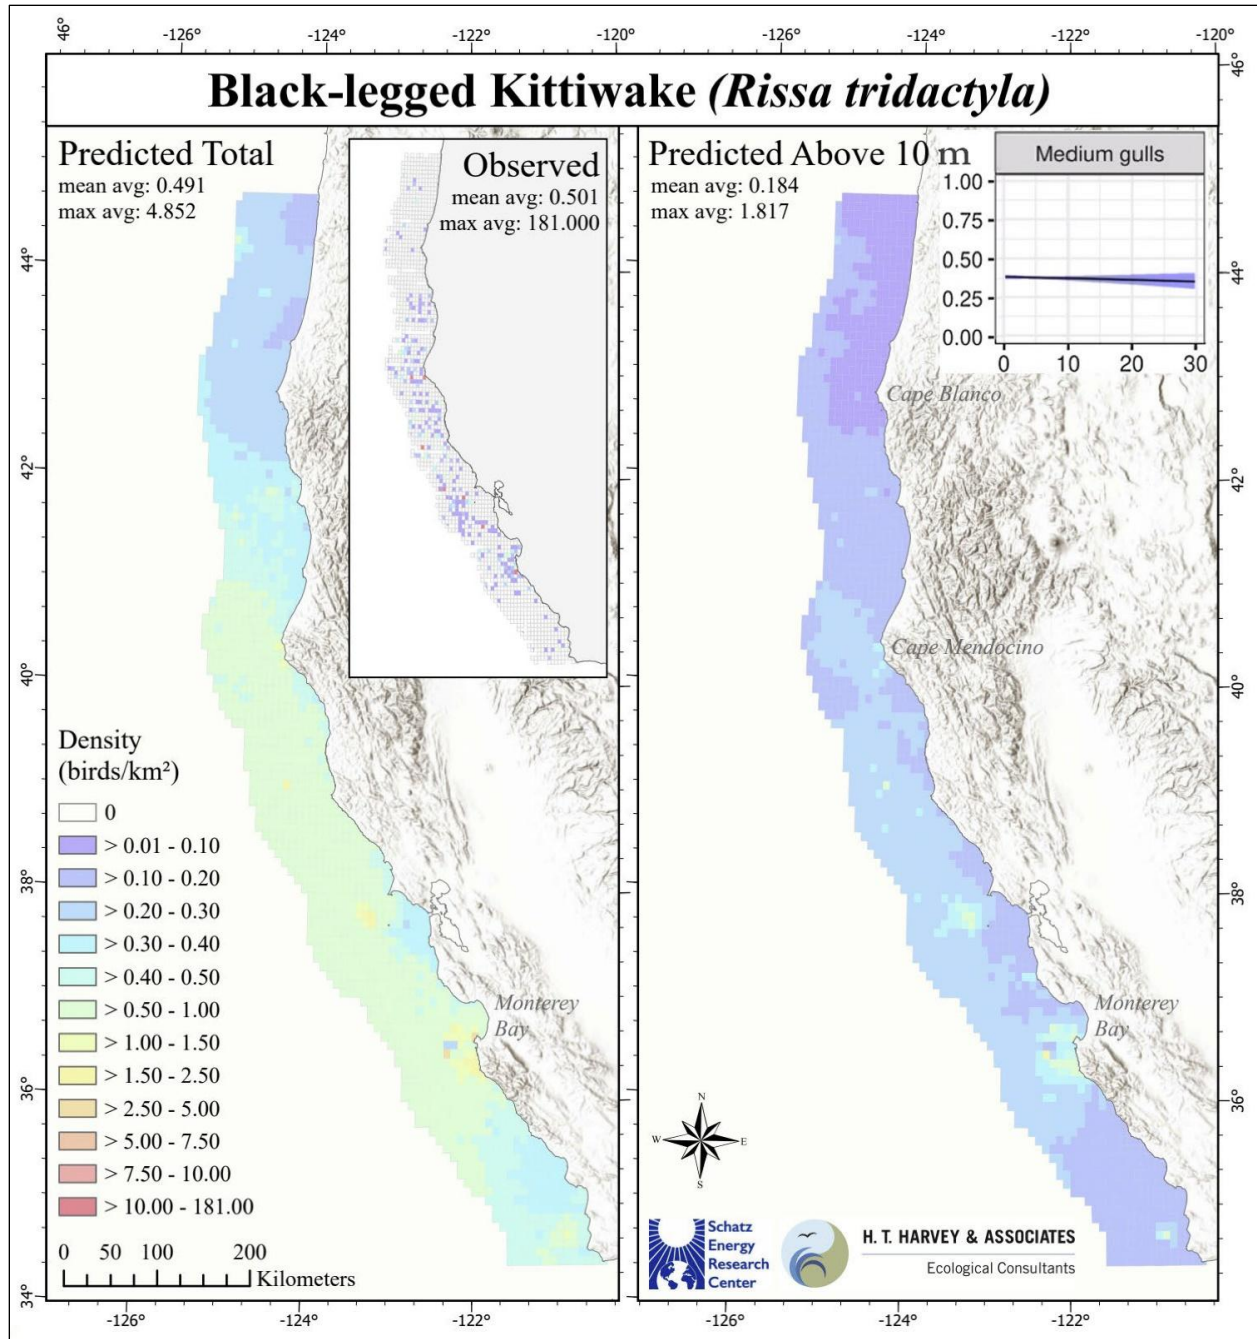 46°
-126°
-124°
-122°
-120°
-126°
-124°
-122°
-120°
46°
Black-legged Kittiwake (Rissa tridactyla)
Predicted Total
mean avg: 0.491
max avg: 4.852
Observed
mean avg: 0.501
max avg: 181.000
Predicted Above 10 m
mean avg: 0.184
max avg: 1.817
Medium gulls
1.00
0.75
0.50
0.25
0.00
0
10
20
30
44°
42°
40°
38°
36°
34°
44°
42°
40°
38°
36°
Cape Blanco
Cape Mendocino
Monterey
Bay
Monterey
Bay
Density
(birds/km²)
0
> 0.01 - 0.10
> 0.10 - 0.20
> 0.20 - 0.30
> 0.30 - 0.40
> 0.40 - 0.50
> 0.50 - 1.00
> 1.00 - 1.50
> 1.50 - 2.50
> 2.50 - 5.00
> 5.00 - 7.50
> 7.50 - 10.00
> 10.00 - 181.00
0 50 100 200
Kilometers
N
W
E
S
Schatz
Energy
Research
Center
H. T. HARVEY & ASSOCIATES
Ecological Consultants
-126°
-124°
-122°
-126°
-124°
-122°